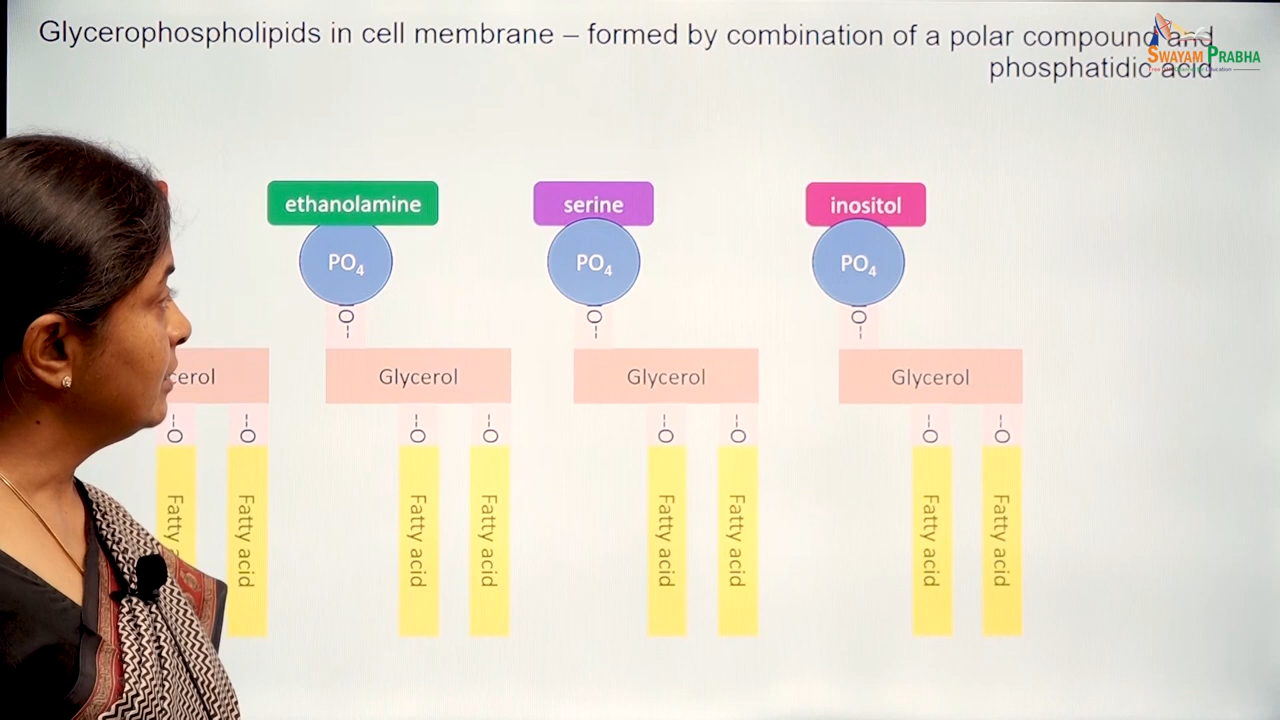 Glycerophospholipids in cell membrane – formed by combination of a polar compound and
phosphatidic acid
SWAYAM PRABHA
ethanolamine serine inositol
PO4 PO4 PO4
--O --O --O
cerol Glycerol Glycerol Glycerol
--O --O --O --O --O --O --O --O
Fatty Fatty acid Fatty acid Fatty acid Fatty acid Fatty acid Fatty acid Fatty acid